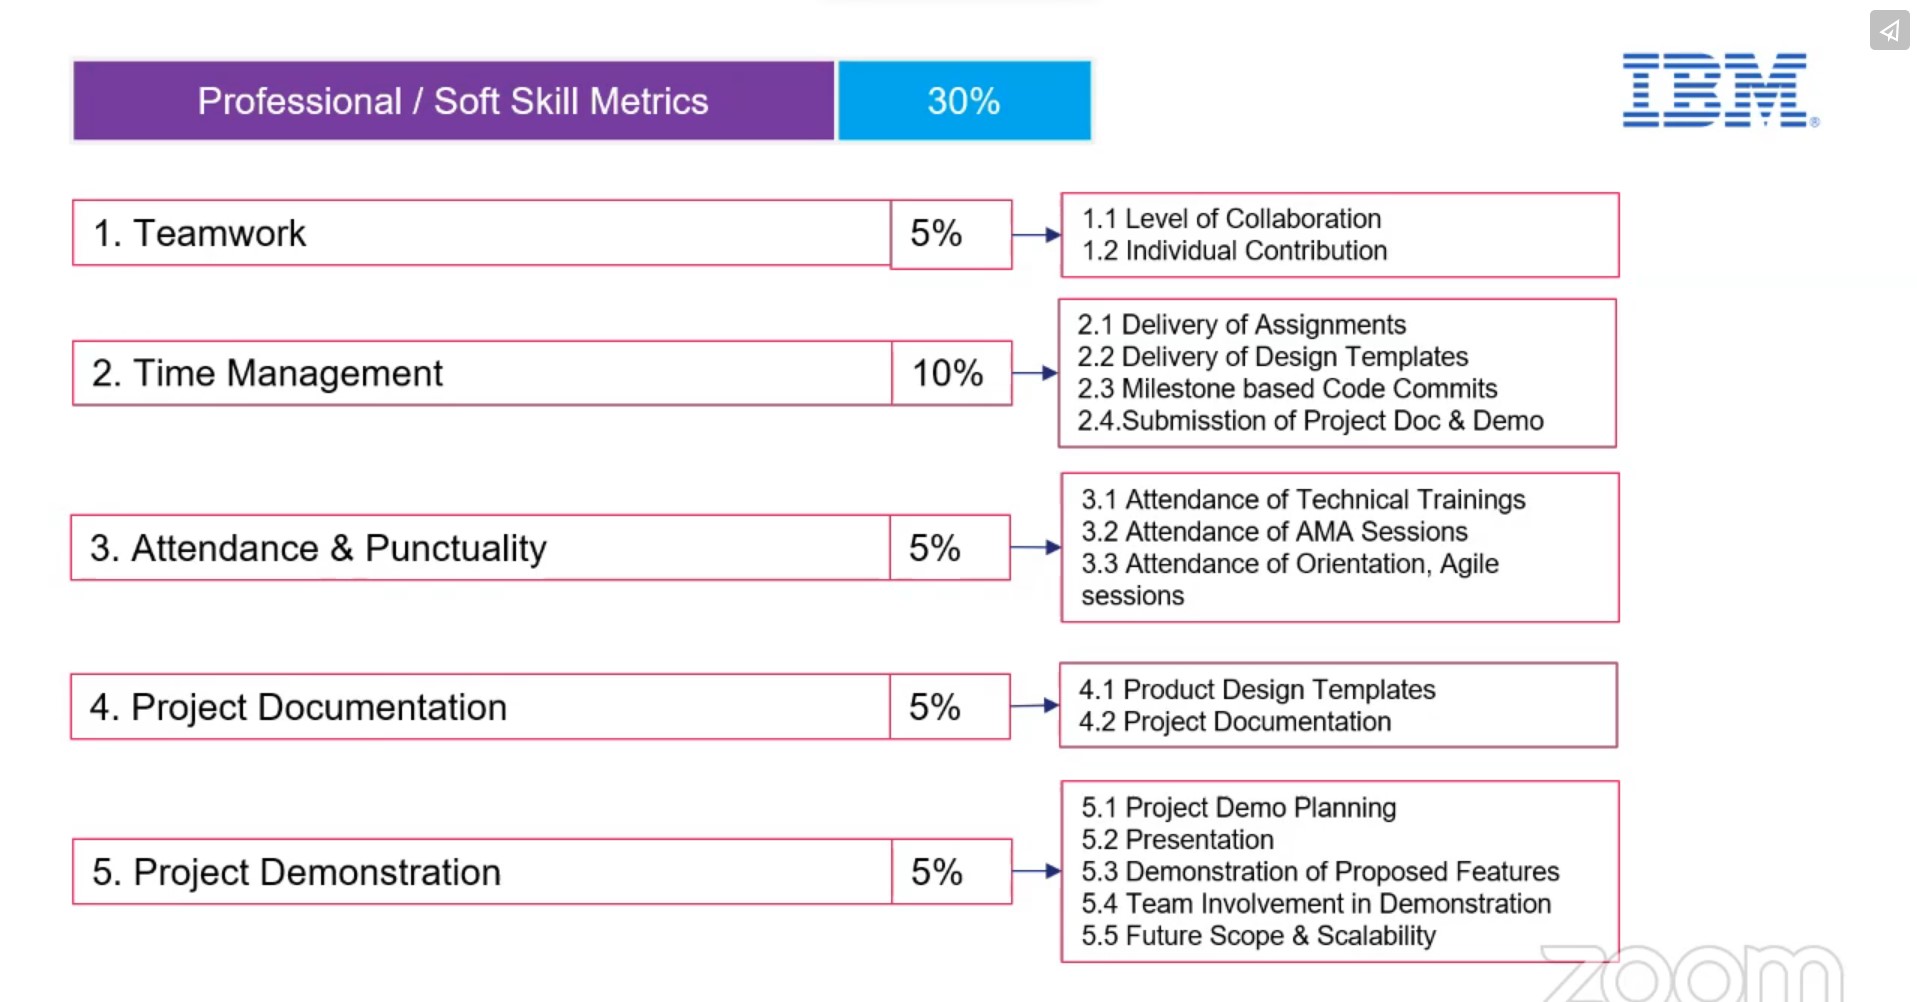 Professional / Soft Skill Metrics 30%
IBM®
1. Teamwork 5%
1.1 Level of Collaboration
1.2 Individual Contribution
2. Time Management 10%
2.1 Delivery of Assignments
2.2 Delivery of Design Templates
2.3 Milestone based Code Commits
2.4.Submisstion of Project Doc & Demo
3. Attendance & Punctuality 5%
3.1 Attendance of Technical Trainings
3.2 Attendance of AMA Sessions
3.3 Attendance of Orientation, Agile
sessions
4. Project Documentation 5%
4.1 Product Design Templates
4.2 Project Documentation
5. Project Demonstration 5%
5.1 Project Demo Planning
5.2 Presentation
5.3 Demonstration of Proposed Features
5.4 Team Involvement in Demonstration
5.5 Future Scope & Scalability
zoom